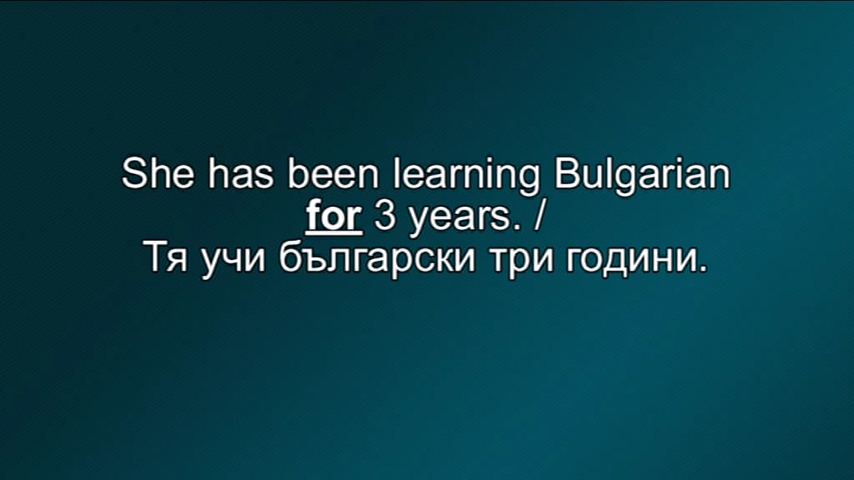 She has been learning Bulgarian
for 3 years. /
Тя учи български три години.